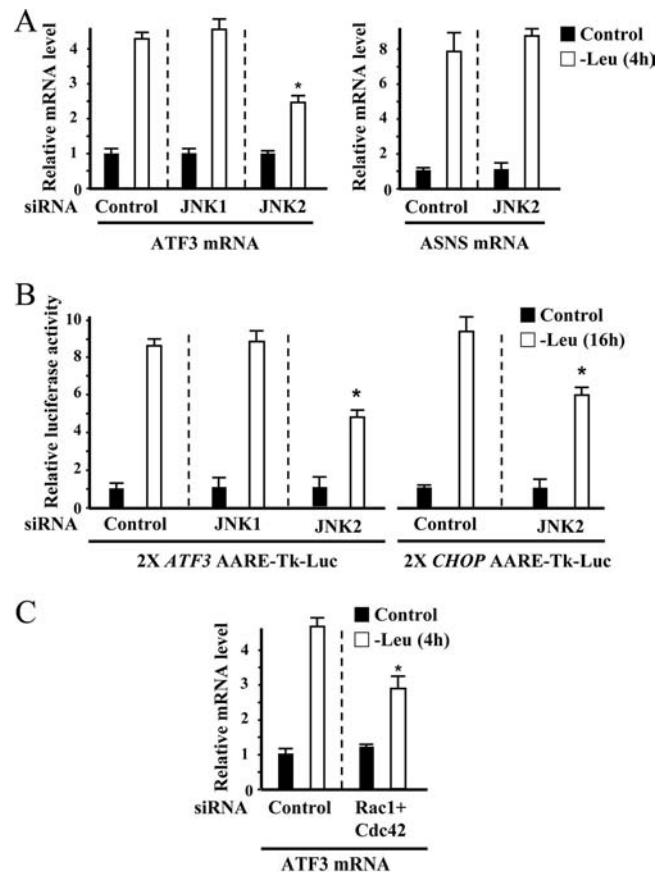 A
Relative mRNA level
4
3
2
1
0
siRNA
Control
JNK1
JNK2
*
ATF3 mRNA
Relative mRNA level
8
6
4
2
0
Control
JNK2
ASNS mRNA
Control
-Leu (4h)
B
Relative luciferase activity
10
8
6
4
2
0
siRNA
Control
JNK1
JNK2
*
2X ATF3 AARE-Tk-Luc
Control
JNK2
*
2X CHOP AARE-Tk-Luc
Control
-Leu (16h)
C
Relative mRNA level
4
3
2
1
0
siRNA
Control
Rac1+
Cdc42
*
ATF3 mRNA
Control
-Leu (4h)